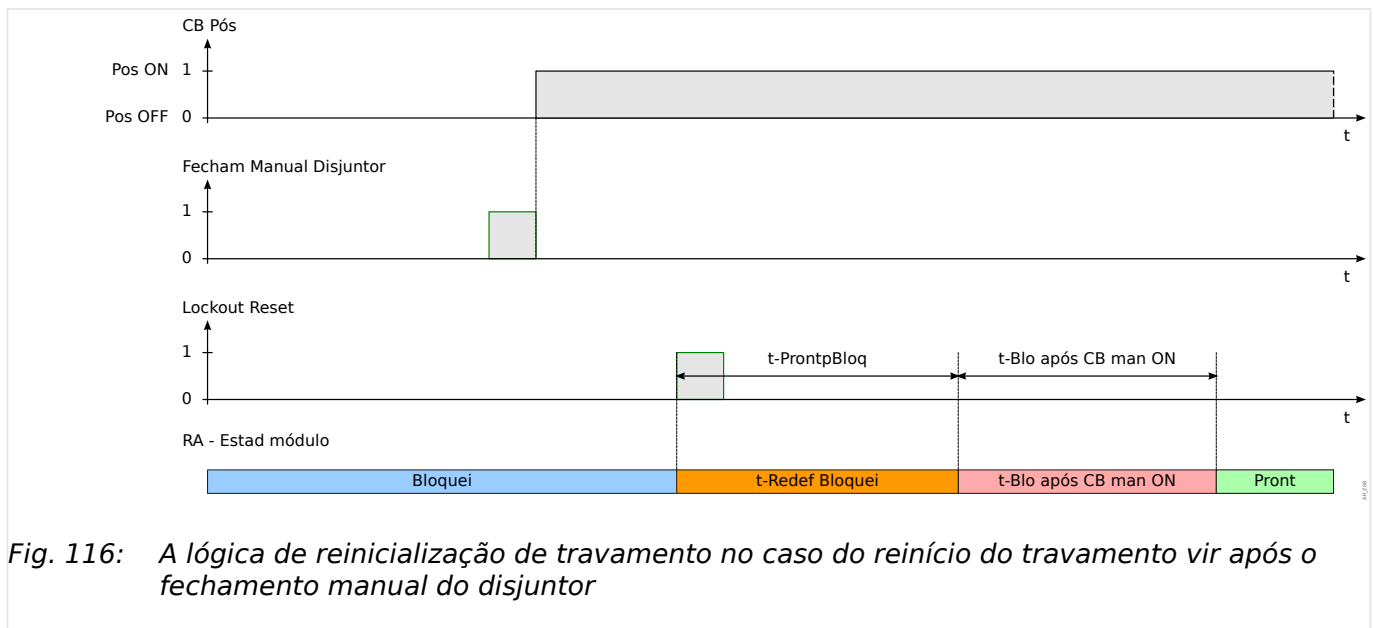 CB Pós
Pos ON 1
Pos OFF 0
t
Fecham Manual Disjuntor
1
0
t
Lockout Reset
1
t-ProntpBloq t-Blo após CB man ON
0
t
RA - Estad módulo
Bloquei t-Redef Bloquei t-Blo após CB man ON Pront
Fig. 116: A lógica de reinicialização de travamento no caso do reinício do travamento vir após o
fechamento manual do disjuntor